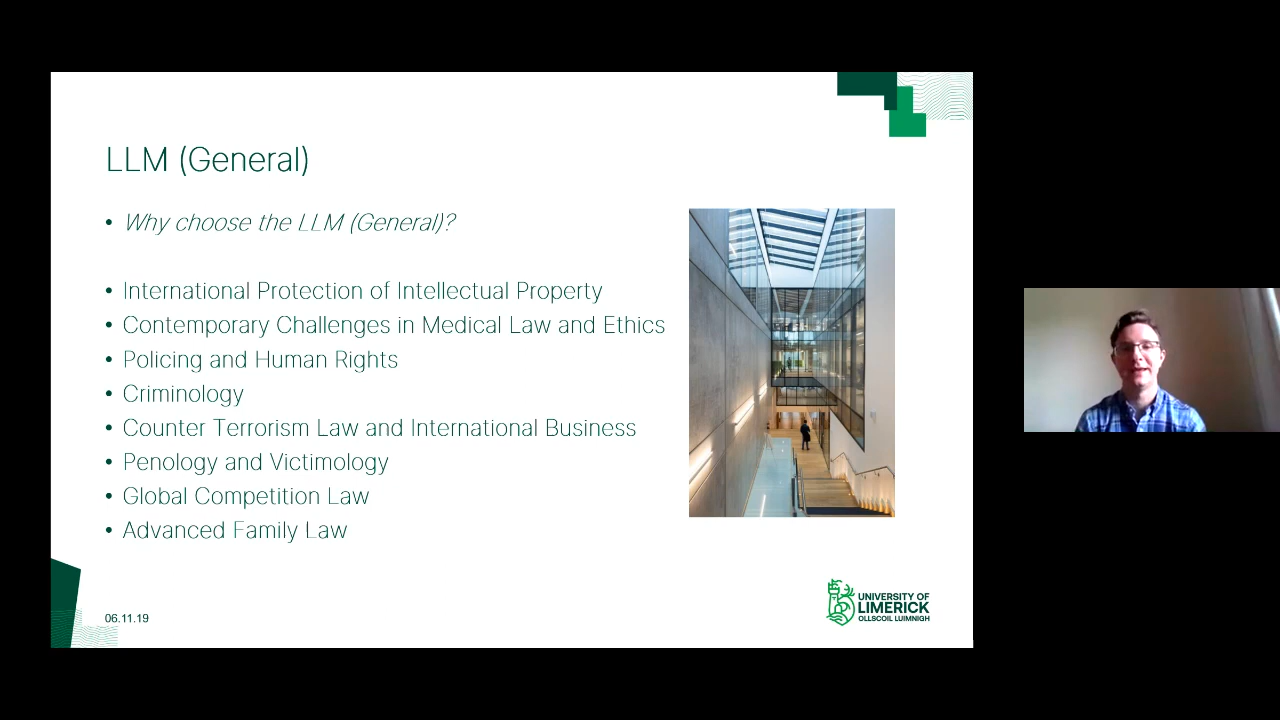 LLM (General)
• Why choose the LLM (General)?
• International Protection of Intellectual Property
• Contemporary Challenges in Medical Law and Ethics
• Policing and Human Rights
• Criminology
• Counter Terrorism Law and International Business
• Penology and Victimology
• Global Competition Law
• Advanced Family Law
06.11.19
UNIVERSITY OF
LIMERICK
OLLSCOIL LUIMNIGH